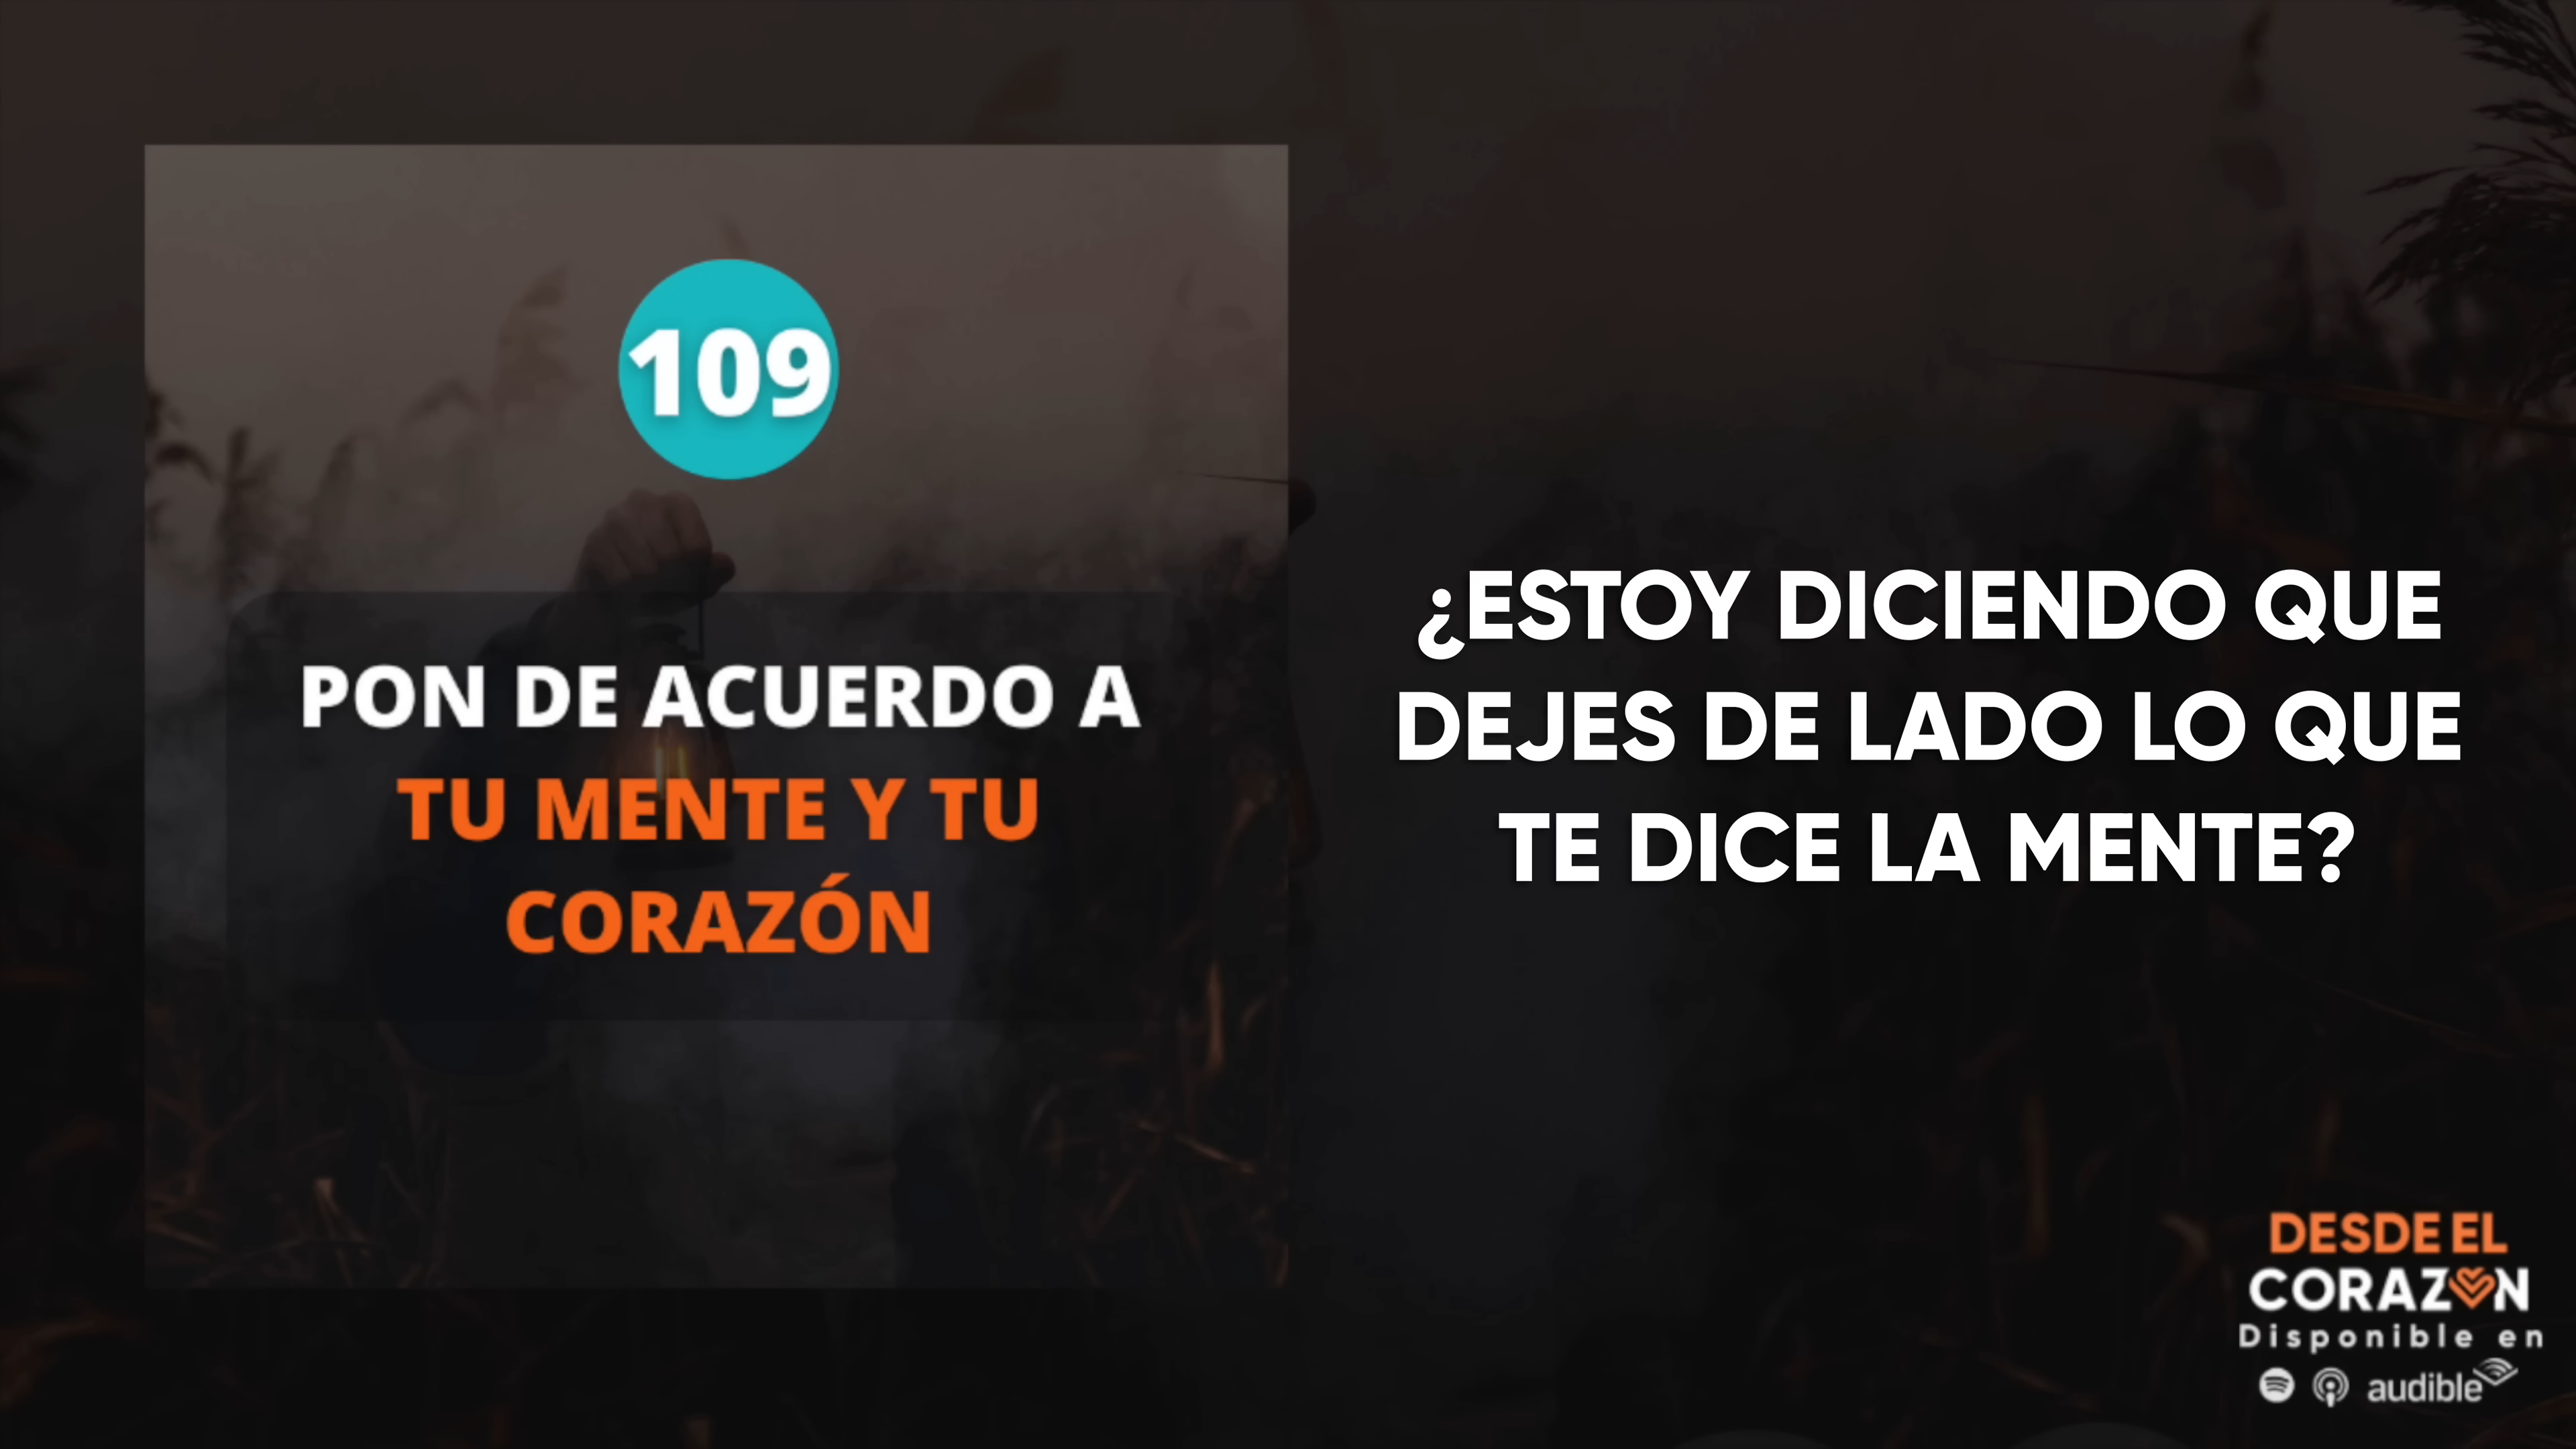 109
PON DE ACUERDO A
TU MENTE Y TU
CORAZÓN
¿ESTOY DICIENDO QUE
DEJES DE LADO LO QUE
TE DICE LA MENTE?
DESDE EL
CORAZÓN
Disponible en
audible